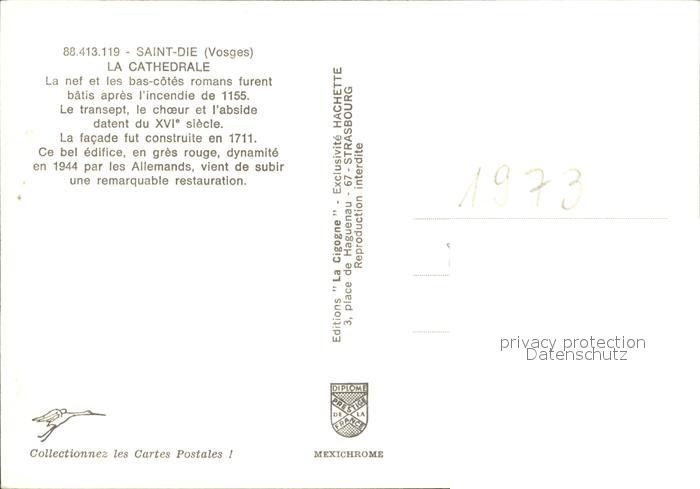 88.413.119 - SAINT-DIE (Vosges)
LA CATHEDRALE
La nef et les bas-côtés romans furent
bâtis après l'incendie de 1155.
Le transept, le chœur et l'abside
datent du XVIe siècle.
La façade fut construite en 1711.
Ce bel édifice, en grès rouge, dynamité
en 1944 par les Allemands, vient de subir
une remarquable restauration.
Editions "La Cigogne" - Exclusivité HACHETTE
3, place de Haguenau - 67 - STRASBOURG
Reproduction interdite
1973
privacy protection
Datenschutz
DIPLOME
PRESTIGE
DE LA
FRANCE
Collectionnez les Cartes Postales !
MEXICHROME